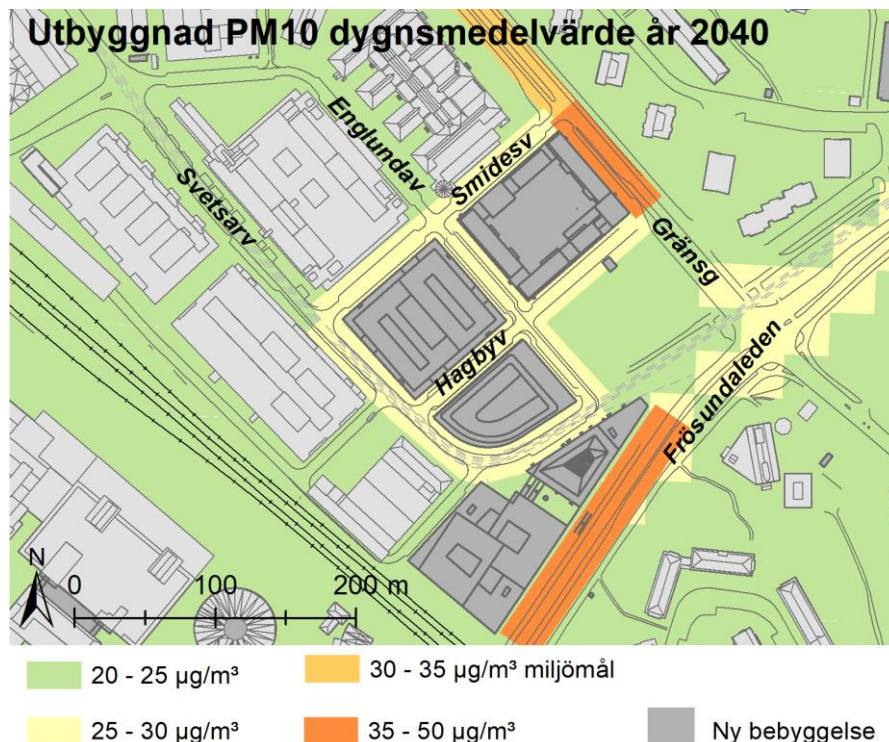 Utbyggnad PM10 dygnsmedelvärde år 2040
Englundav
Smidesv
Svetsarv
Gränsg
Hagbyv
Frösundaleden
N
0 100 200 m
20 - 25 µg/m³
30 - 35 µg/m³ miljömål
25 - 30 µg/m³
35 - 50 µg/m³
Ny bebyggelse